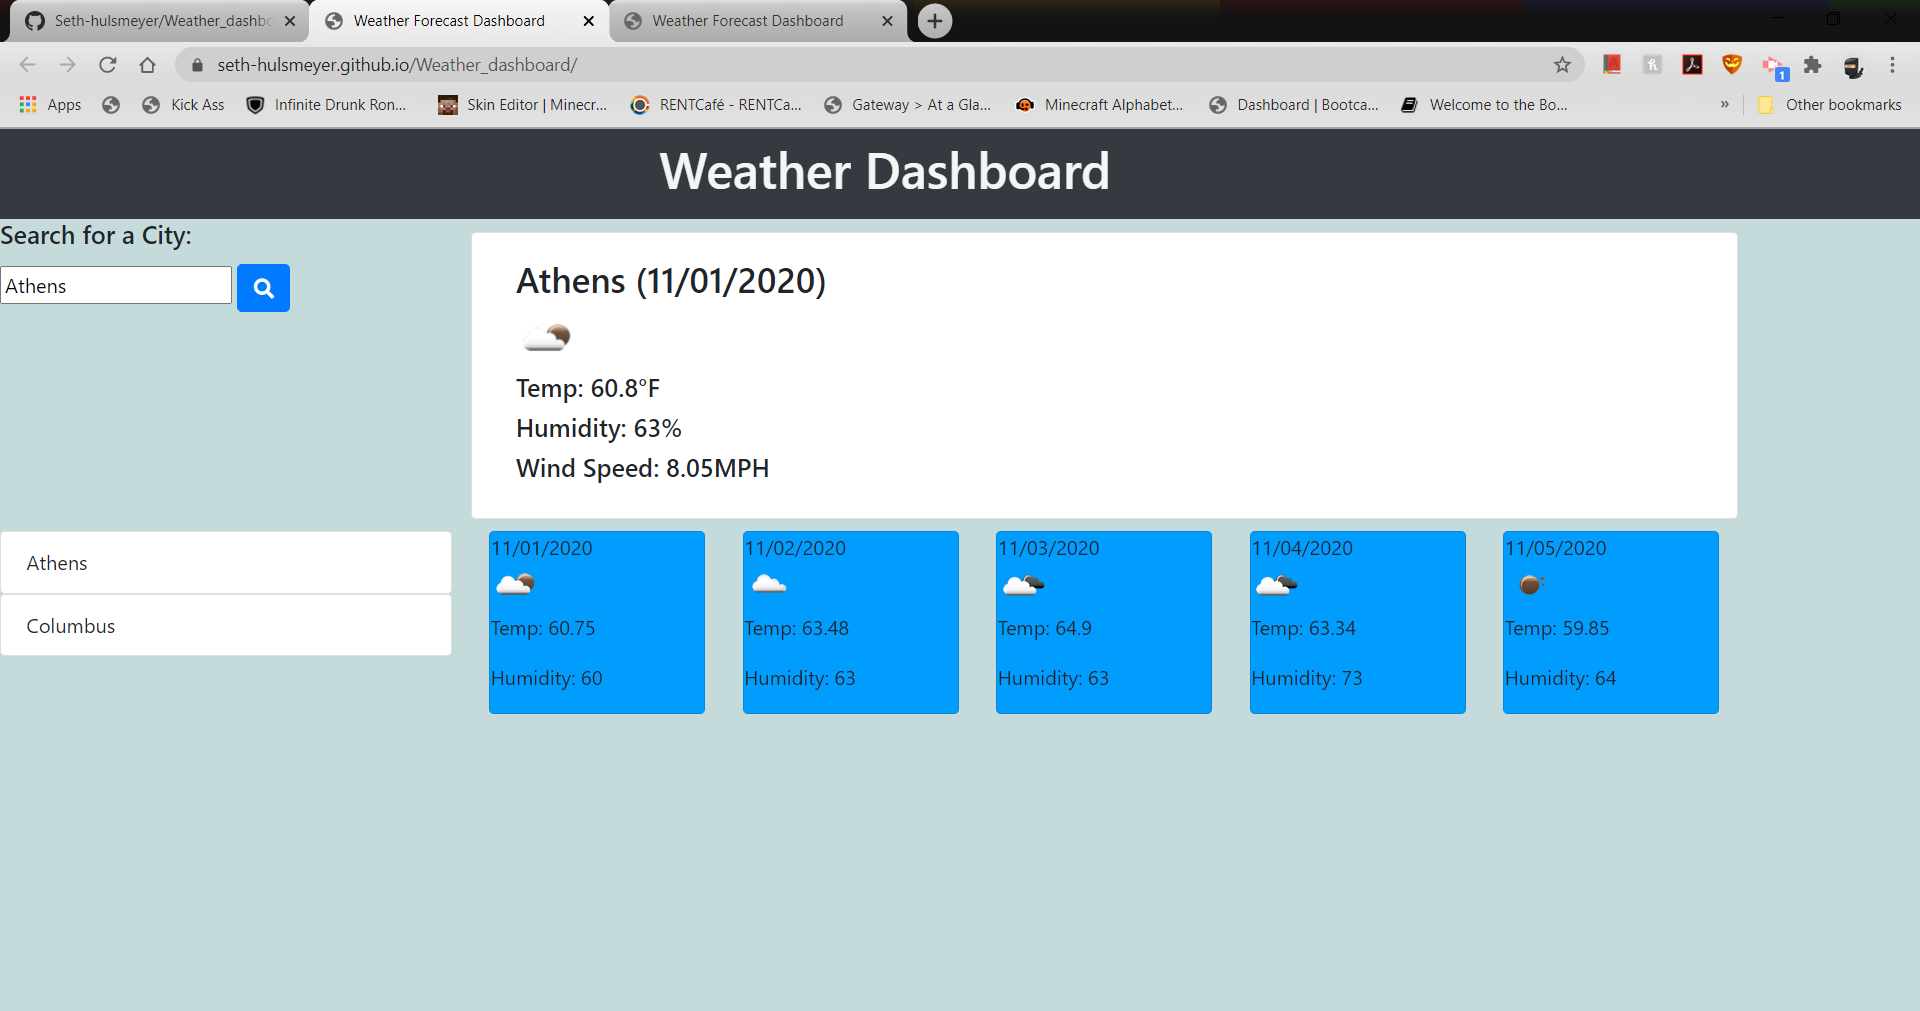 Seth-hulsmeyer/Weather_dashbo
Weather Forecast Dashboard
Weather Forecast Dashboard
seth-hulsmeyer.github.io/Weather_dashboard/
1
Apps
Kick Ass
Infinite Drunk Ron...
Skin Editor | Minecr...
RENTCafé - RENTCa...
Gateway > At a Gla...
Minecraft Alphabet...
Dashboard | Bootca...
Welcome to the Bo...
»
Other bookmarks
Weather Dashboard
Search for a City:
Athens
Athens (11/01/2020)
Temp: 60.8°F
Humidity: 63%
Wind Speed: 8.05MPH
Athens
Columbus
11/01/2020
Temp: 60.75
Humidity: 60
11/02/2020
Temp: 63.48
Humidity: 63
11/03/2020
Temp: 64.9
Humidity: 63
11/04/2020
Temp: 63.34
Humidity: 73
11/05/2020
Temp: 59.85
Humidity: 64